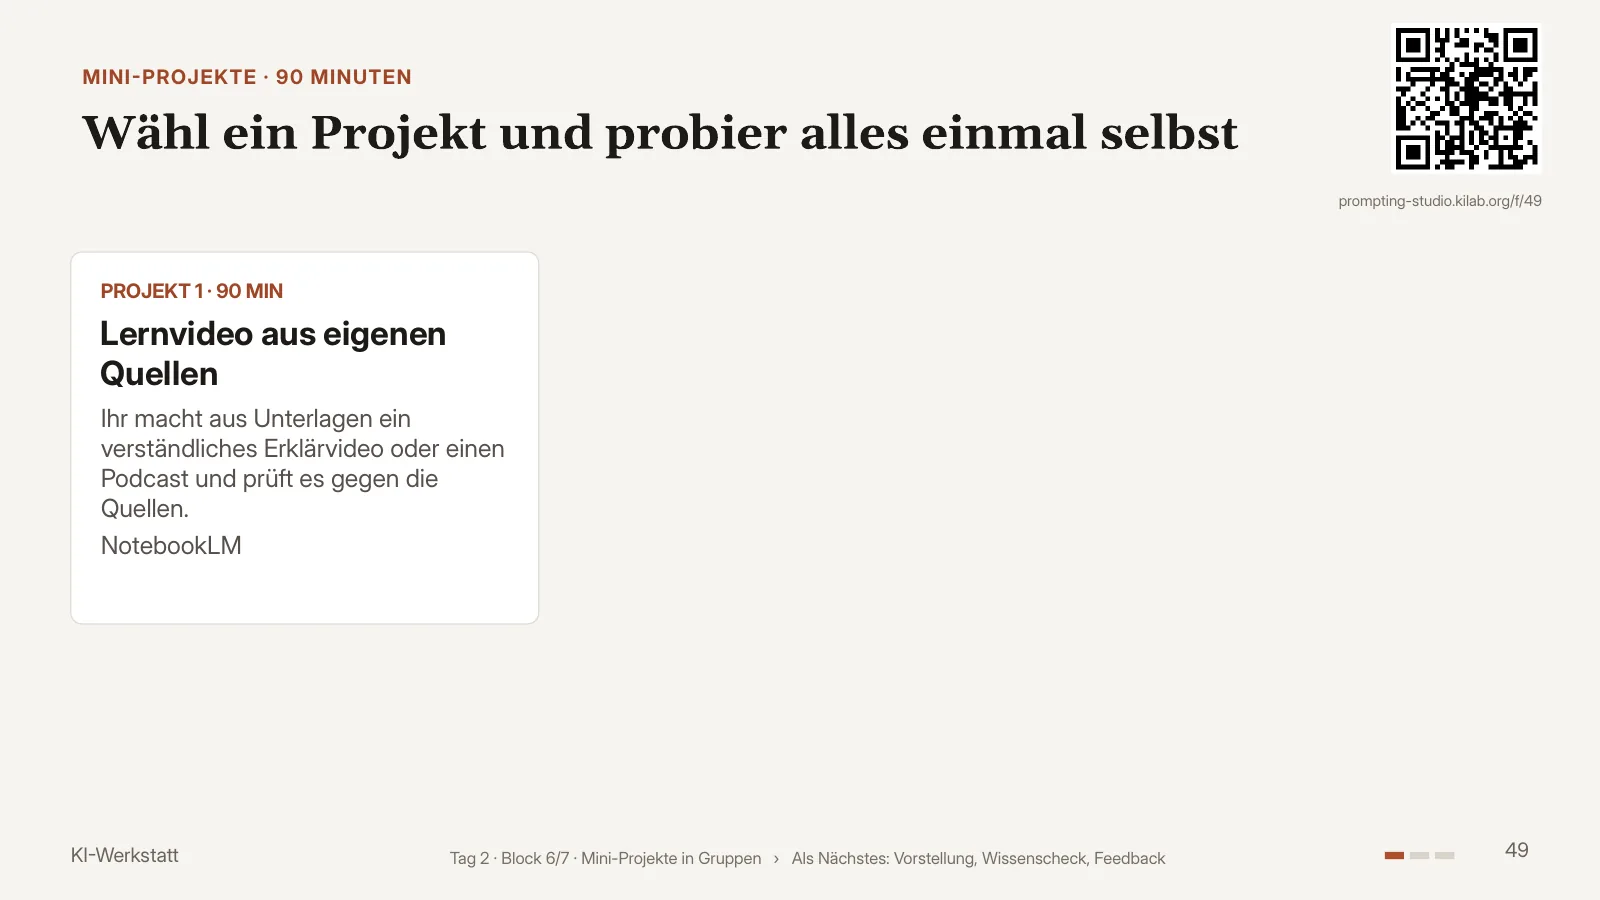 MINI-PROJEKTE · 90 MINUTEN
Wähl ein Projekt und probier alles einmal selbst
prompting-studio.kilab.org/f/49
PROJEKT 1 · 90 MIN
Lernvideo aus eigenen
Quellen
Ihr macht aus Unterlagen ein
verständliches Erklärvideo oder einen
Podcast und prüft es gegen die
Quellen.
NotebookLM
KI-Werkstatt
Tag 2 · Block 6/7 · Mini-Projekte in Gruppen › Als Nächstes: Vorstellung, Wissenscheck, Feedback
49